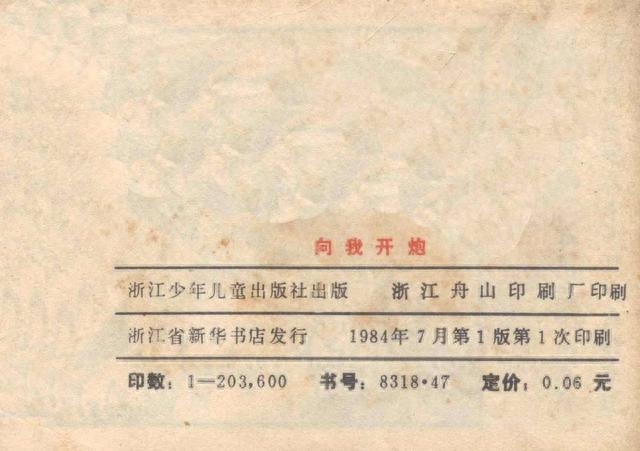 向我开炮
浙江少年儿童出版社出版 浙江舟山印刷厂印刷
浙江省新华书店发行 1984年7月第1版第1次印刷
印数：1—203,600 书号：8318·47 定价：0.06 元